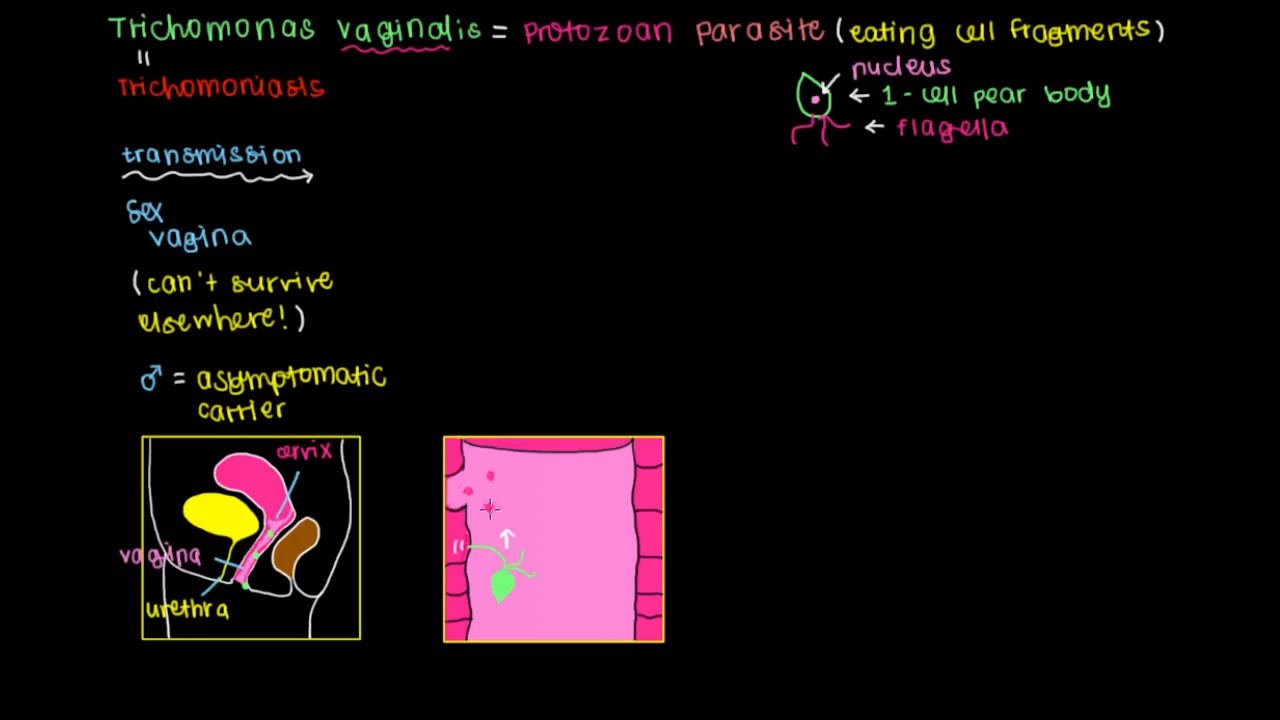 Trichomonas vaginalis = Protozoan Parasite (eating cell fragments)
"
Trichomoniasis
nucleus
← 1-cell pear body
← flagella
transmission
sex
vagina
(can't survive
elsewhere!)
♂ = asymptomatic
carrier
cervix
vagina
urethra